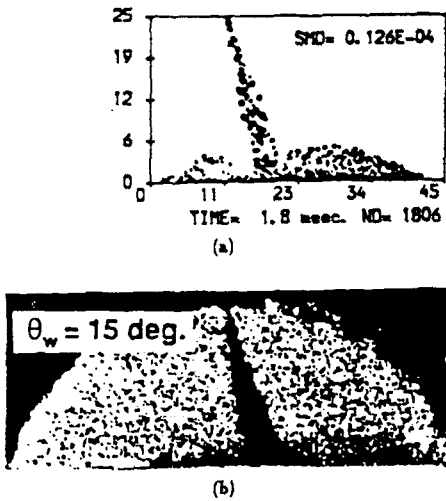 25
SMD= 0.126E-04
19
12
6
0
0 11 23 34 45
TIME= 1.8 msec. ND= 1806
(a)
θw = 15 deg.
(b)